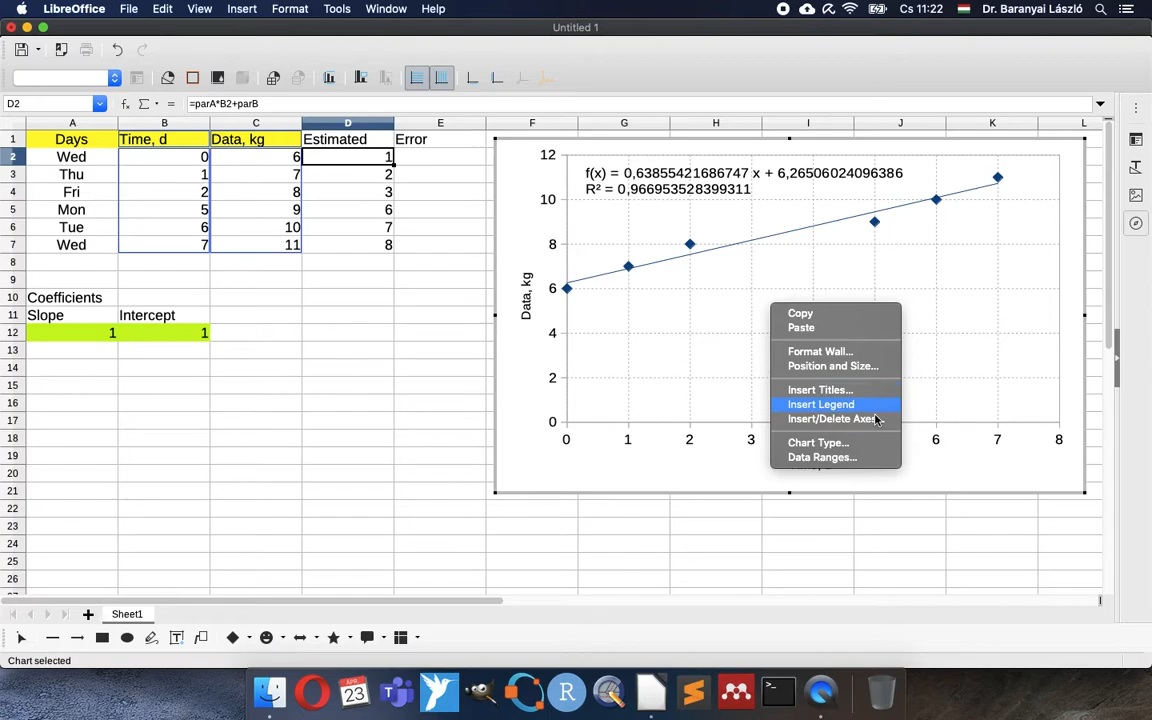 LibreOffice File Edit View Insert Format Tools Window Help Cs 11:22 Dr. Baranyai László
Untitled 1
D2 fx Σ = =parA*B2+parB
A B C D E F G H I J K L
1 Days Time, d Data, kg Estimated Error
2 Wed 0 6 1
3 Thu 1 7 2
4 Fri 2 8 3
5 Mon 5 9 6
6 Tue 6 10 7
7 Wed 7 11 8
8
9
10 Coefficients
11 Slope Intercept
12 1 1
13
14
15
16
17
18
19
20
21
22
23
24
25
26
12
f(x) = 0,63855421686747 x + 6,26506024096386
R² = 0,966953528399311
10
8
6
4
2
0
Data, kg
0 1 2 3 6 7 8
Copy
Paste
Format Wall...
Position and Size...
Insert Titles...
Insert Legend
Insert/Delete Axes...
Chart Type...
Data Ranges...
Sheet1
Chart selected
APR.
23
R
>_